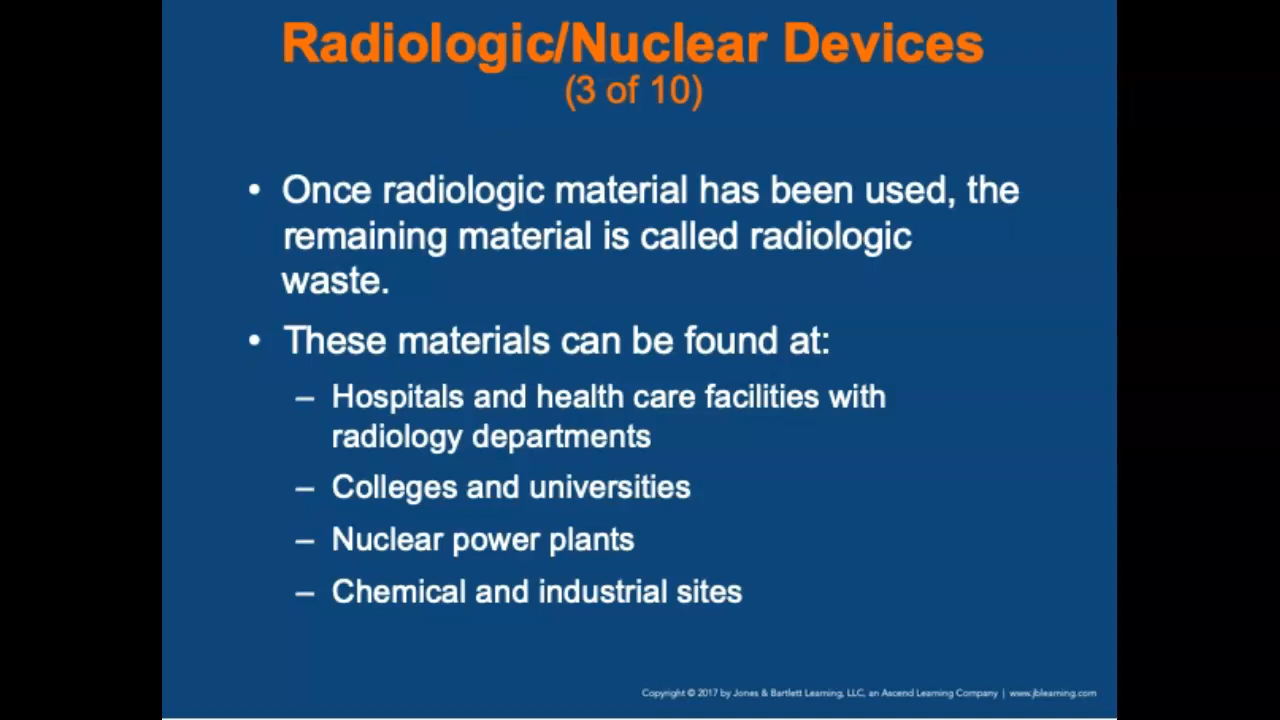 Radiologic/Nuclear Devices
(3 of 10)
• Once radiologic material has been used, the
remaining material is called radiologic
waste.
• These materials can be found at:
– Hospitals and health care facilities with
radiology departments
– Colleges and universities
– Nuclear power plants
– Chemical and industrial sites
Copyright © 2017 by Jones & Bartlett Learning, LLC, an Ascend Learning Company | www.jblearning.com